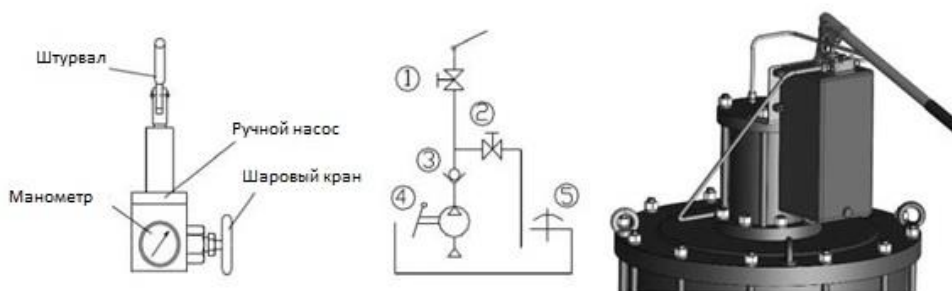 Штурвал
Ручной насос
Шаровый кран
Манометр
①
②
③
④
⑤